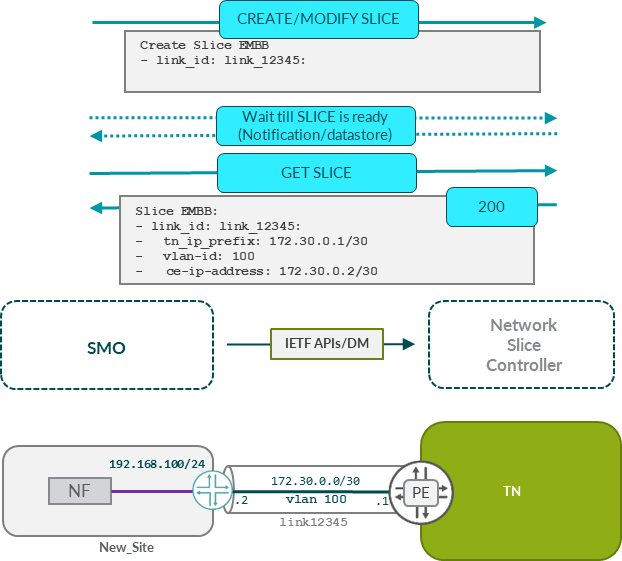 CREATE/MODIFY SLICE
Create Slice EMBB
- link_id: link_12345:
Wait till SLICE is ready
(Notification/datastore)
GET SLICE
200
Slice EMBB:
- link_id: link_12345:
- tn_ip_prefix: 172.30.0.1/30
- vlan-id: 100
- ce-ip-address: 172.30.0.2/30
SMO
IETF APIs/DM
Network
Slice
Controller
192.168.100/24
NF
New_Site
172.30.0.0/30
.2
vlan 100
.1
link12345
PE
TN